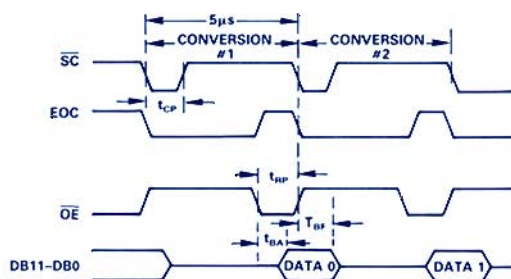 5µs
CONVERSION #1
CONVERSION #2
SC
tCP
EOC
tRP
OE
TBF
tBA
DB11–DB0
DATA 0
DATA 1